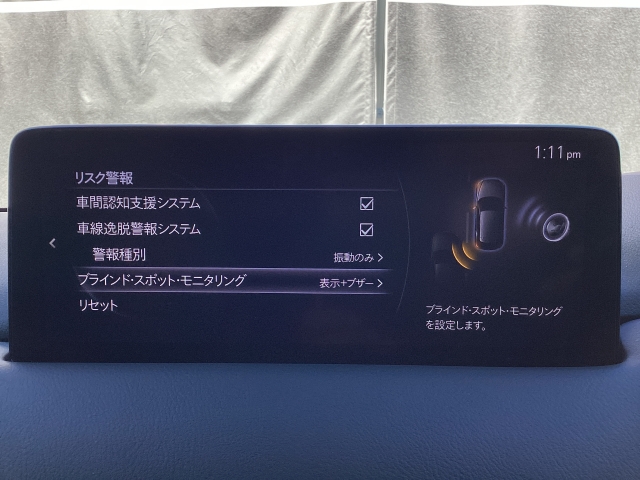 1:11pm
リスク警報
車間認知支援システム
車線逸脱警報システム
警報種別 振動のみ
ブラインド・スポット・モニタリング 表示+ブザー
リセット
ブラインド・スポット・モニタリング
を設定します。